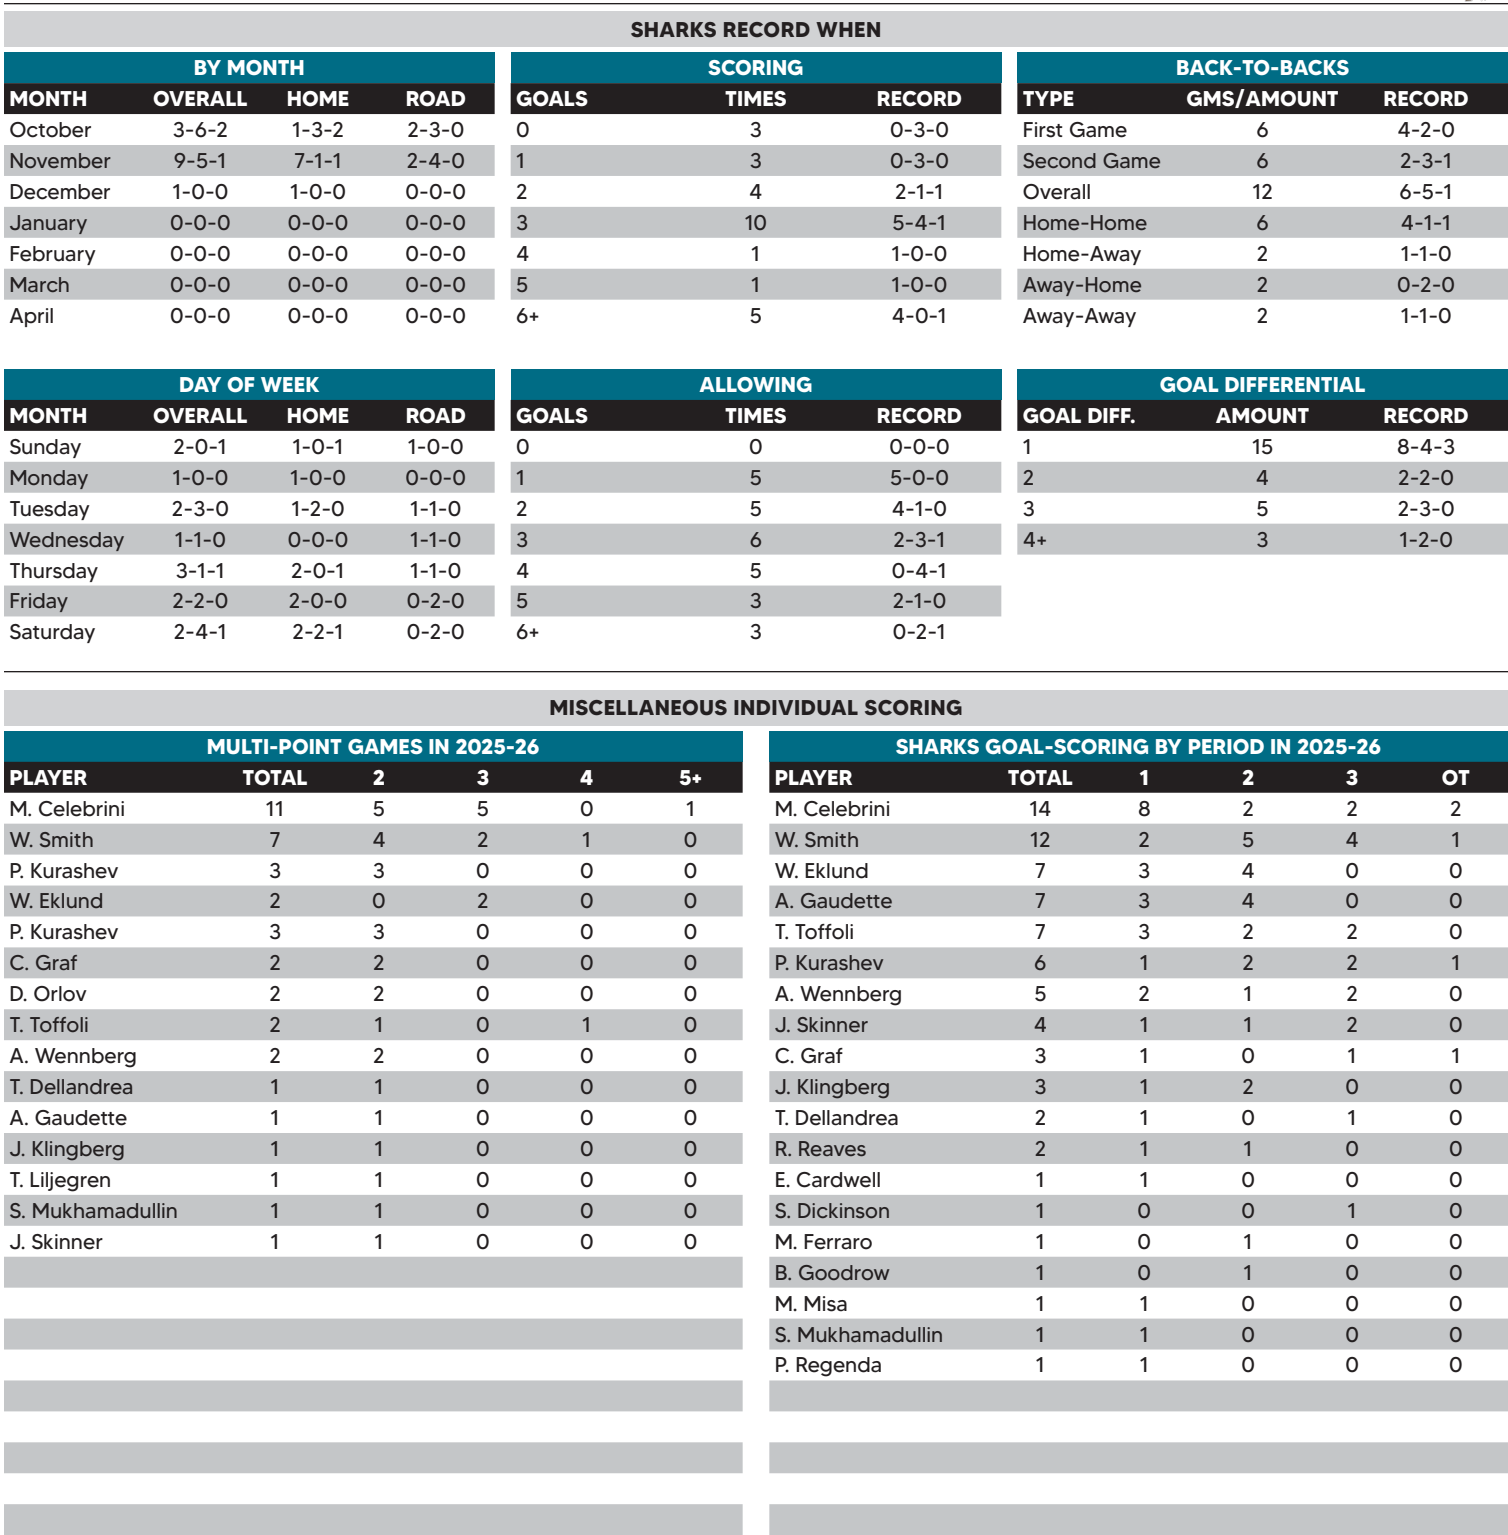 SHARKS RECORD WHEN
BY MONTH
MONTH OVERALL HOME ROAD
October 3-6-2 1-3-2 2-3-0
November 9-5-1 7-1-1 2-4-0
December 1-0-0 1-0-0 0-0-0
January 0-0-0 0-0-0 0-0-0
February 0-0-0 0-0-0 0-0-0
March 0-0-0 0-0-0 0-0-0
April 0-0-0 0-0-0 0-0-0
SCORING
GOALS TIMES RECORD
0 3 0-3-0
1 3 0-3-0
2 4 2-1-1
3 10 5-4-1
4 1 1-0-0
5 1 1-0-0
6+ 5 4-0-1
BACK-TO-BACKS
TYPE GMS/AMOUNT RECORD
First Game 6 4-2-0
Second Game 6 2-3-1
Overall 12 6-5-1
Home-Home 6 4-1-1
Home-Away 2 1-1-0
Away-Home 2 0-2-0
Away-Away 2 1-1-0
DAY OF WEEK
MONTH OVERALL HOME ROAD
Sunday 2-0-1 1-0-1 1-0-0
Monday 1-0-0 1-0-0 0-0-0
Tuesday 2-3-0 1-2-0 1-1-0
Wednesday 1-1-0 0-0-0 1-1-0
Thursday 3-1-1 2-0-1 1-1-0
Friday 2-2-0 2-0-0 0-2-0
Saturday 2-4-1 2-2-1 0-2-0
ALLOWING
GOALS TIMES RECORD
0 0 0-0-0
1 5 5-0-0
2 5 4-1-0
3 6 2-3-1
4 5 0-4-1
5 3 2-1-0
6+ 3 0-2-1
GOAL DIFFERENTIAL
GOAL DIFF. AMOUNT RECORD
1 15 8-4-3
2 4 2-2-0
3 5 2-3-0
4+ 3 1-2-0
MISCELLANEOUS INDIVIDUAL SCORING
MULTI-POINT GAMES IN 2025-26
PLAYER TOTAL 2 3 4 5+
M. Celebrini 11 5 5 0 1
W. Smith 7 4 2 1 0
P. Kurashev 3 3 0 0 0
W. Eklund 2 0 2 0 0
P. Kurashev 3 3 0 0 0
C. Graf 2 2 0 0 0
D. Orlov 2 2 0 0 0
T. Toffoli 2 1 0 1 0
A. Wennberg 2 2 0 0 0
T. Dellandrea 1 1 0 0 0
A. Gaudette 1 1 0 0 0
J. Klingberg 1 1 0 0 0
T. Liljegren 1 1 0 0 0
S. Mukhamadullin 1 1 0 0 0
J. Skinner 1 1 0 0 0
SHARKS GOAL-SCORING BY PERIOD IN 2025-26
PLAYER TOTAL 1 2 3 OT
M. Celebrini 14 8 2 2 2
W. Smith 12 2 5 4 1
W. Eklund 7 3 4 0 0
A. Gaudette 7 3 4 0 0
T. Toffoli 7 3 2 2 0
P. Kurashev 6 1 2 2 1
A. Wennberg 5 2 1 2 0
J. Skinner 4 1 1 2 0
C. Graf 3 1 0 1 1
J. Klingberg 3 1 2 0 0
T. Dellandrea 2 1 0 1 0
R. Reaves 2 1 1 0 0
E. Cardwell 1 1 0 0 0
S. Dickinson 1 0 0 1 0
M. Ferraro 1 0 1 0 0
B. Goodrow 1 0 1 0 0
M. Misa 1 1 0 0 0
S. Mukhamadullin 1 1 0 0 0
P. Regenda 1 1 0 0 0